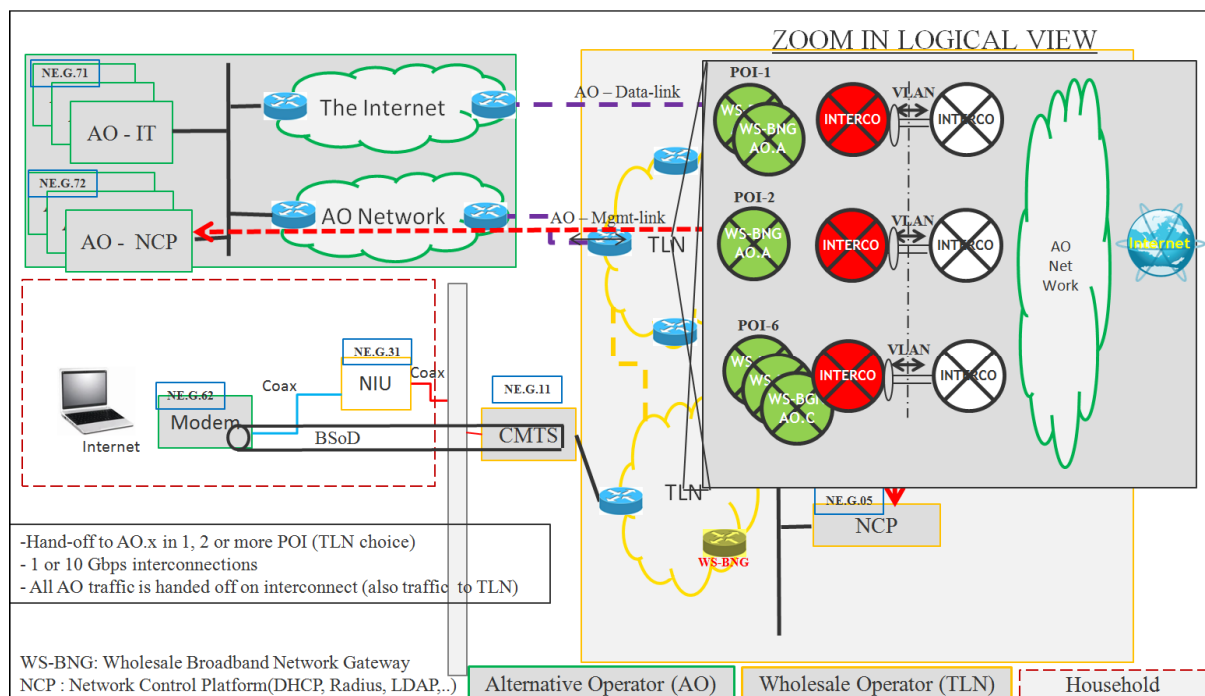 ZOOM IN LOGICAL VIEW
NE.G.71
AO - IT
The Internet
AO – Data-link
NE.G.72
AO - NCP
AO Network
AO – Mgmt-link
TLN
POI-1
WS-BNG
AO.A
INTERCO
VLAN
INTERCO
POI-2
WS-BNG
AO.A
INTERCO
VLAN
INTERCO
POI-6
WS
WS-BGI
AO.C
INTERCO
VLAN
INTERCO
AO
Net
Work
Internet
Internet
NE.G.62
Modem
Coax
NE.G.31
NIU
Coax
BSoD
NE.G.11
CMTS
TLN
WS-BNG
NE.G.05
NCP
-Hand-off to AO.x in 1, 2 or more POI (TLN choice)
- 1 or 10 Gbps interconnections
- All AO traffic is handed off on interconnect (also traffic to TLN)
WS-BNG: Wholesale Broadband Network Gateway
NCP : Network Control Platform(DHCP, Radius, LDAP,..)
Alternative Operator (AO)
Wholesale Operator (TLN)
Household